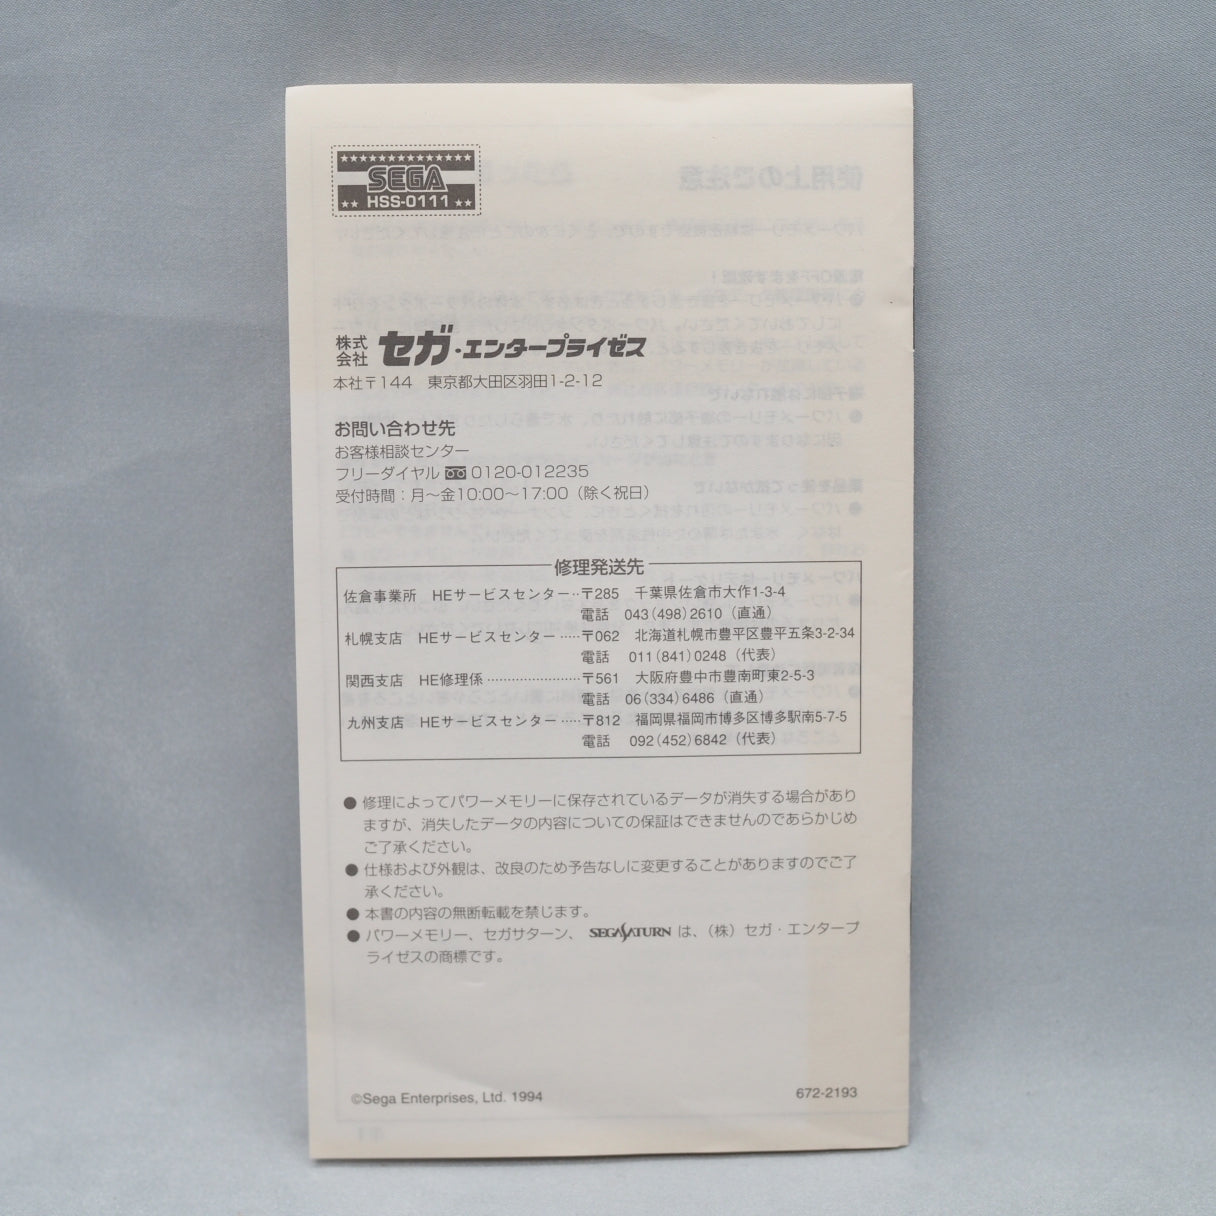 SEGA
HSS-0111
株式会社 セガ・エンタープライゼス
本社〒144 東京都大田区羽田1-2-12
お問い合わせ先
お客様相談センター
フリーダイヤル 0120-012235
受付時間：月～金10:00～17:00（除く祝日）
修理発送先
佐倉事業所 HEサービスセンター‥〒285 千葉県佐倉市大作1-3-4
電話 043(498)2610（直通）
札幌支店 HEサービスセンター‥‥‥〒062 北海道札幌市豊平区豊平五条3-2-34
電話 011(841)0248（代表）
関西支店 HE修理係‥‥‥‥‥‥〒561 大阪府豊中市豊南町東2-5-3
電話 06(334)6486（直通）
九州支店 HEサービスセンター‥‥‥〒812 福岡県福岡市博多区博多駅南5-7-5
電話 092(452)6842（代表）
●修理によってパワーメモリーに保存されているデータが消失する場合があり
ますが、消失したデータの内容についての保証はできませんのであらかじめ
ご了承ください。
●仕様および外観は、改良のため予告なしに変更することがありますのでご了
承ください。
●本書の内容の無断転載を禁じます。
●パワーメモリー、セガサターン、 SEGA SATURN は、（株）セガ・エンタープ
ライゼスの商標です。
©Sega Enterprises, Ltd. 1994
672-2193